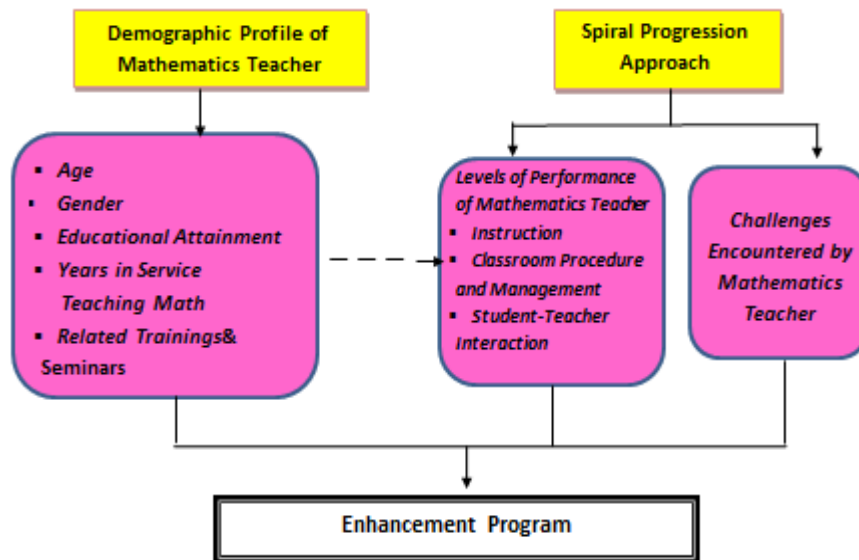 Demographic Profile of
Mathematics Teacher
Spiral Progression
Approach
▪ Age
▪ Gender
▪ Educational Attainment
▪ Years in Service
Teaching Math
▪ Related Trainings&
Seminars
Levels of Performance
of Mathematics Teacher
▪ Instruction
▪ Classroom Procedure
and Management
▪ Student-Teacher
Interaction
Challenges
Encountered by
Mathematics
Teacher
Enhancement Program